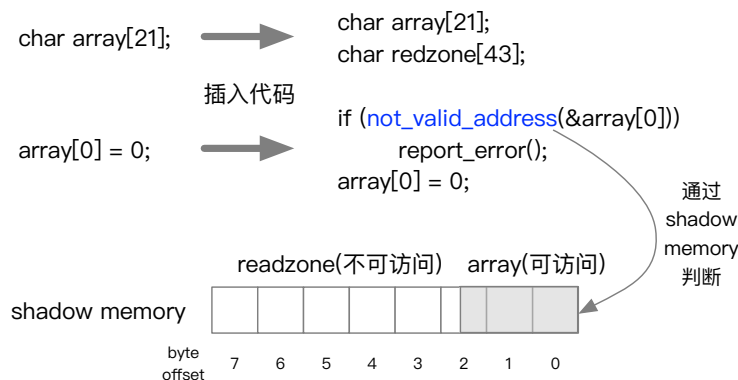 char array[21];
char array[21];
char redzone[43];
插入代码
array[0] = 0;
if (not_valid_address(&array[0]))
report_error();
array[0] = 0;
通过
shadow
memory
判断
readzone(不可访问)
array(可访问)
shadow memory
byte
offset
7 6 5 4 3 2 1 0